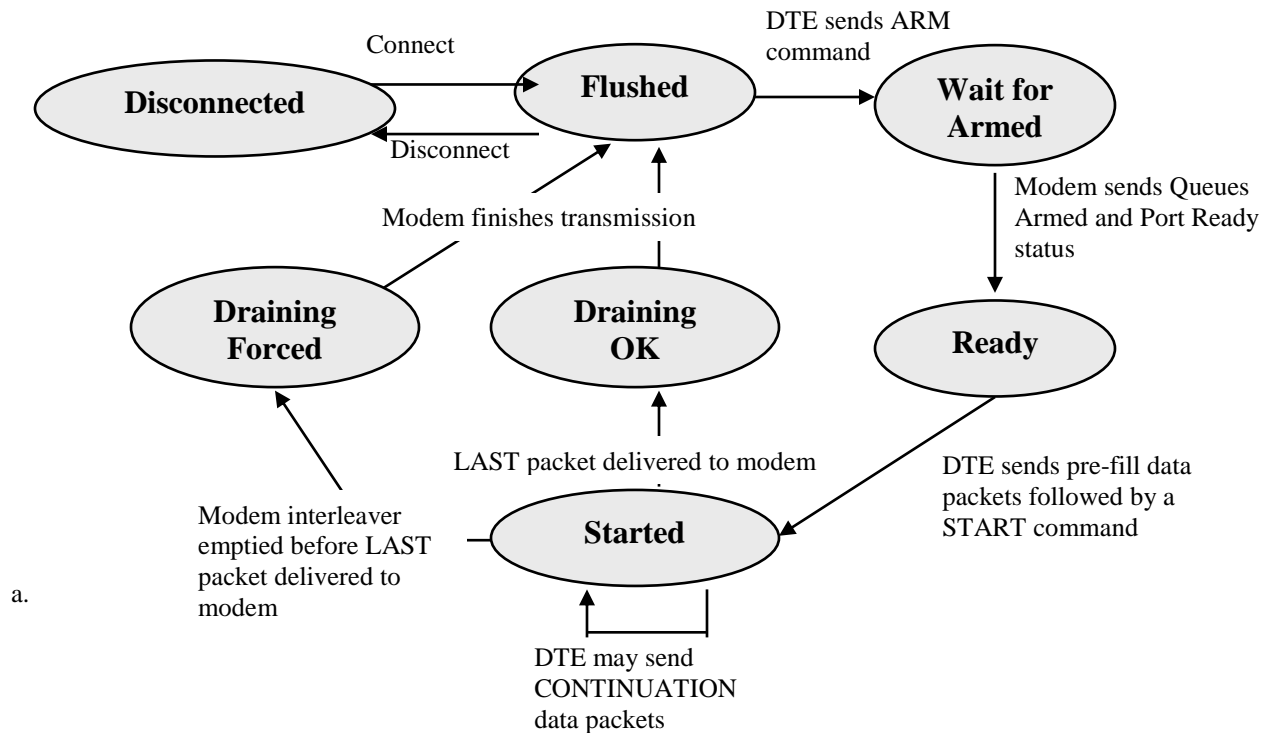 DTE sends ARM
command
Connect
Disconnected
Flushed
Wait for
Armed
Disconnect
Modem sends Queues
Armed and Port Ready
status
Modem finishes transmission
Draining
Forced
Draining
OK
Ready
LAST packet delivered to modem
DTE sends pre-fill data
packets followed by a
START command
Modem interleaver
emptied before LAST
packet delivered to
modem
Started
a.
DTE may send
CONTINUATION
data packets